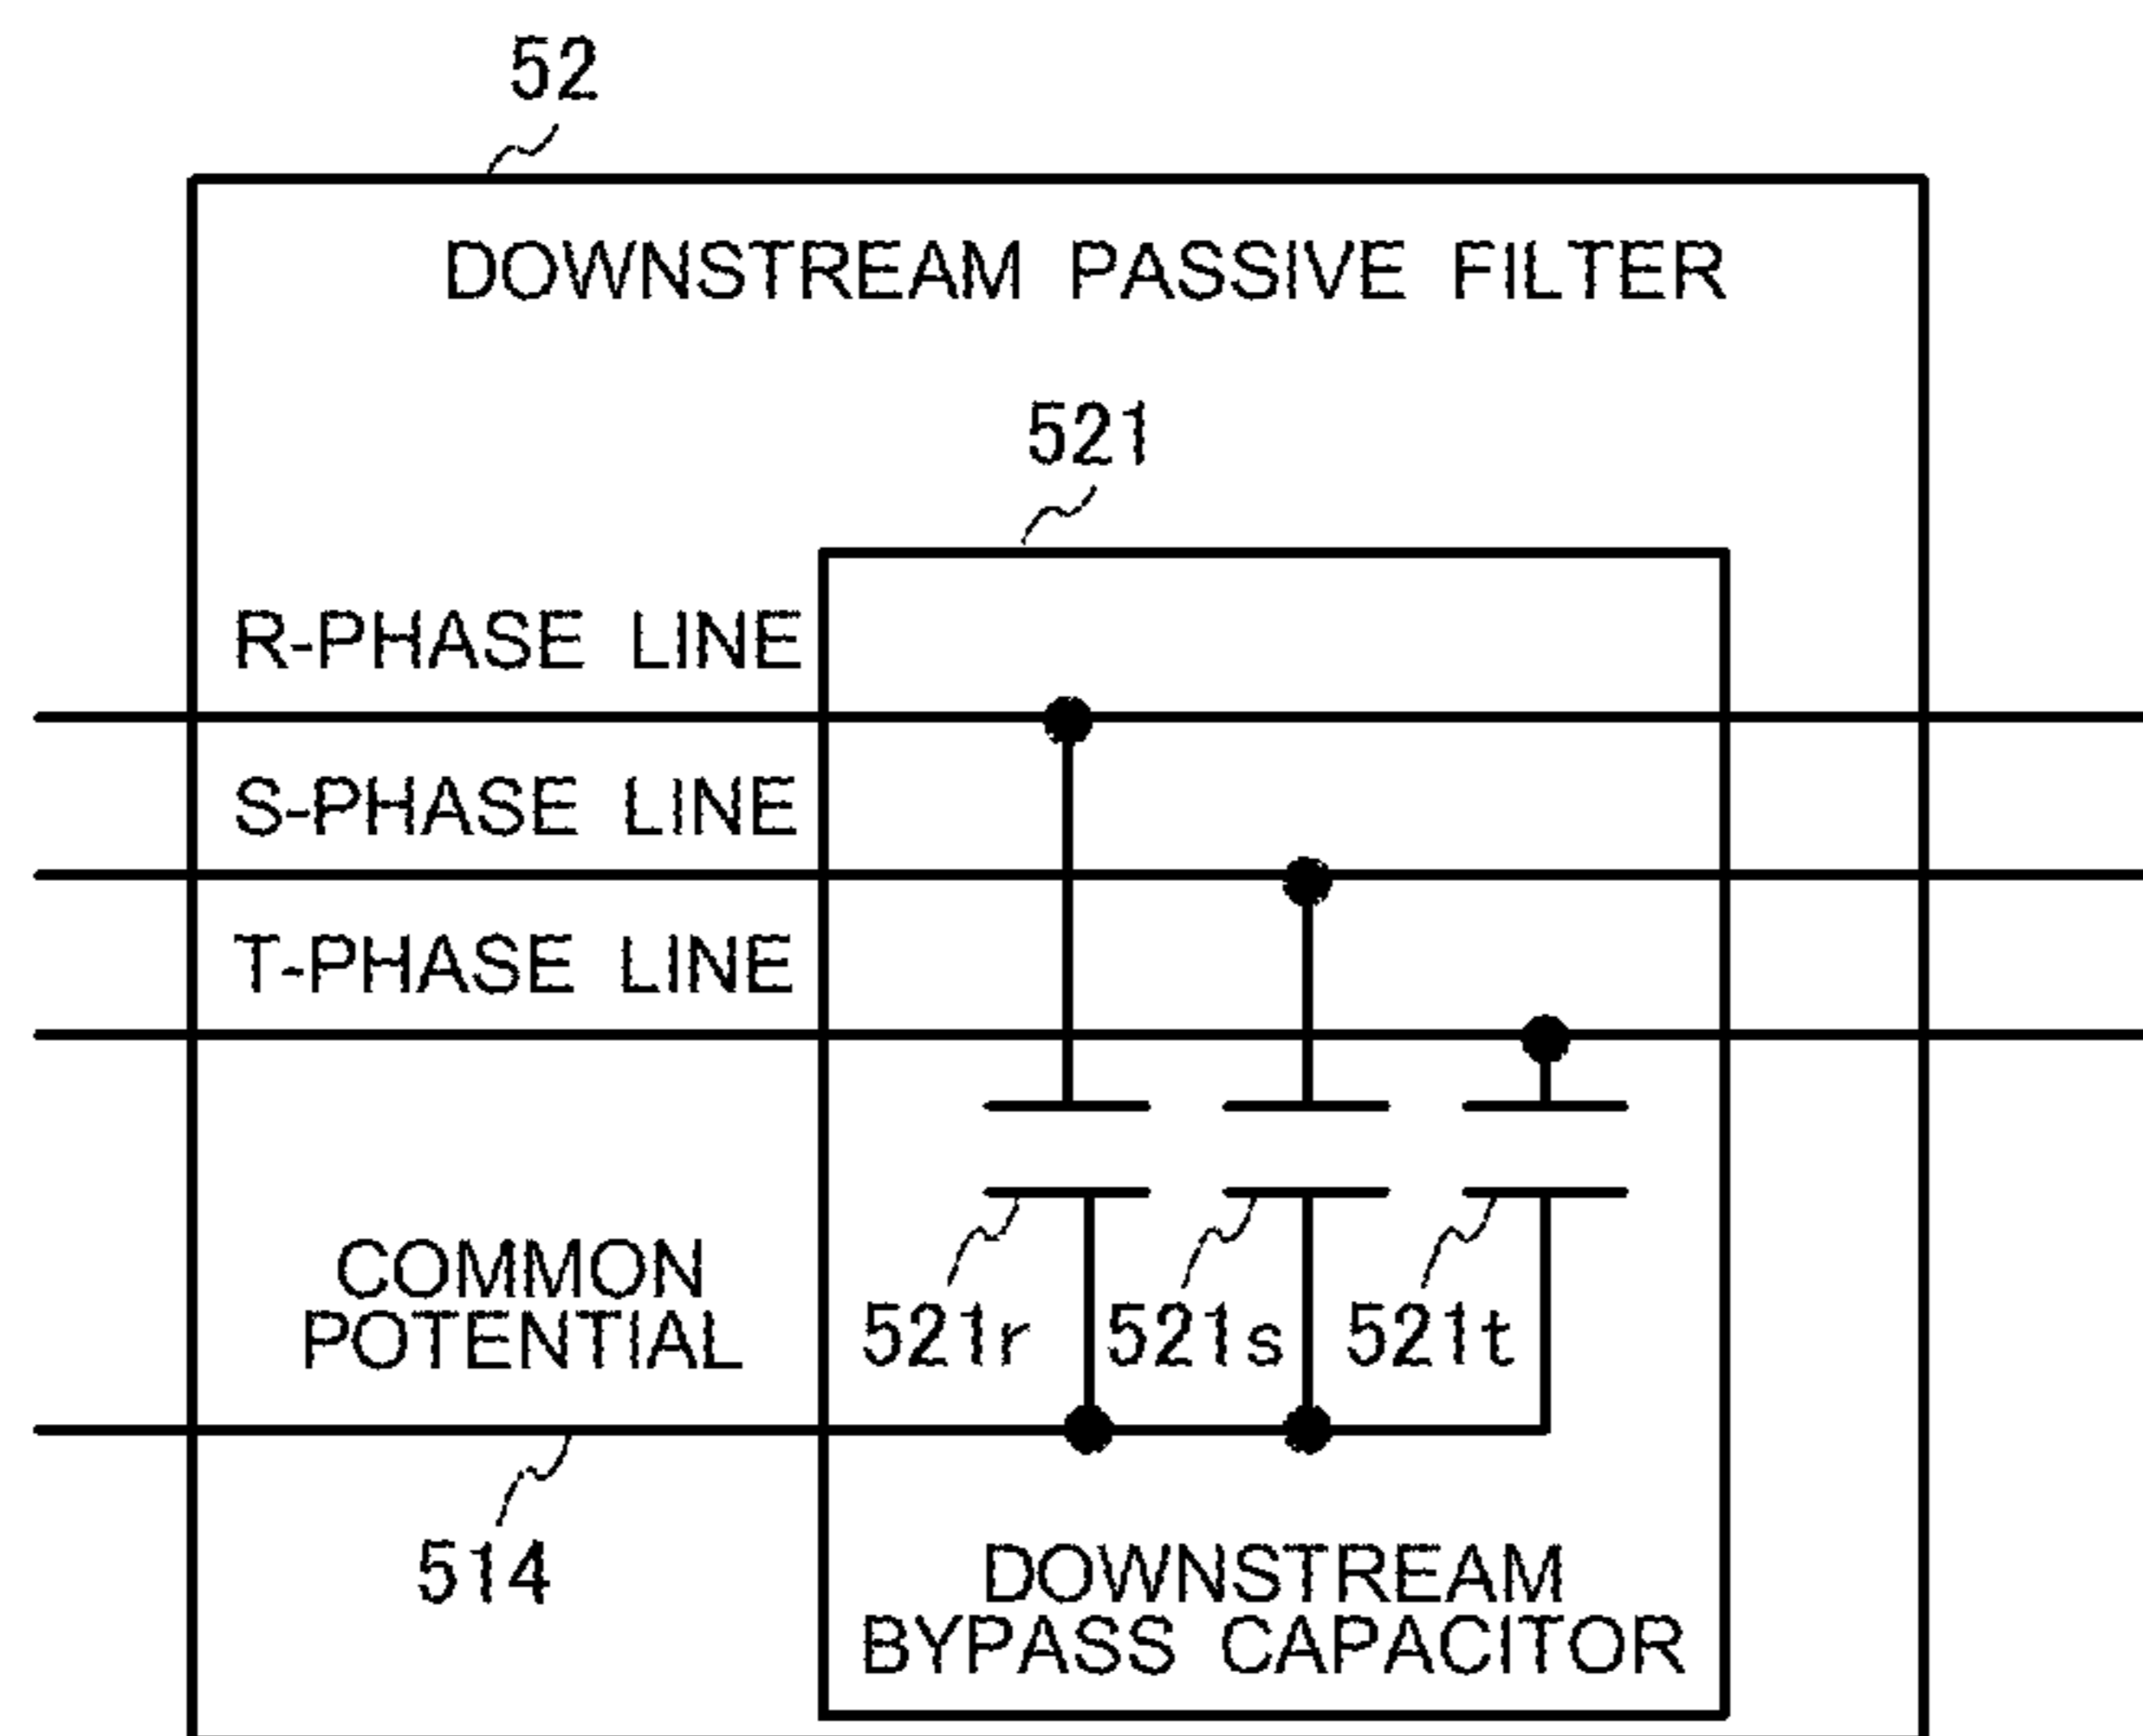 52
DOWNSTREAM PASSIVE FILTER
521
R-PHASE LINE
S-PHASE LINE
T-PHASE LINE
COMMON
POTENTIAL
521r 521s 521t
514
DOWNSTREAM
BYPASS CAPACITOR